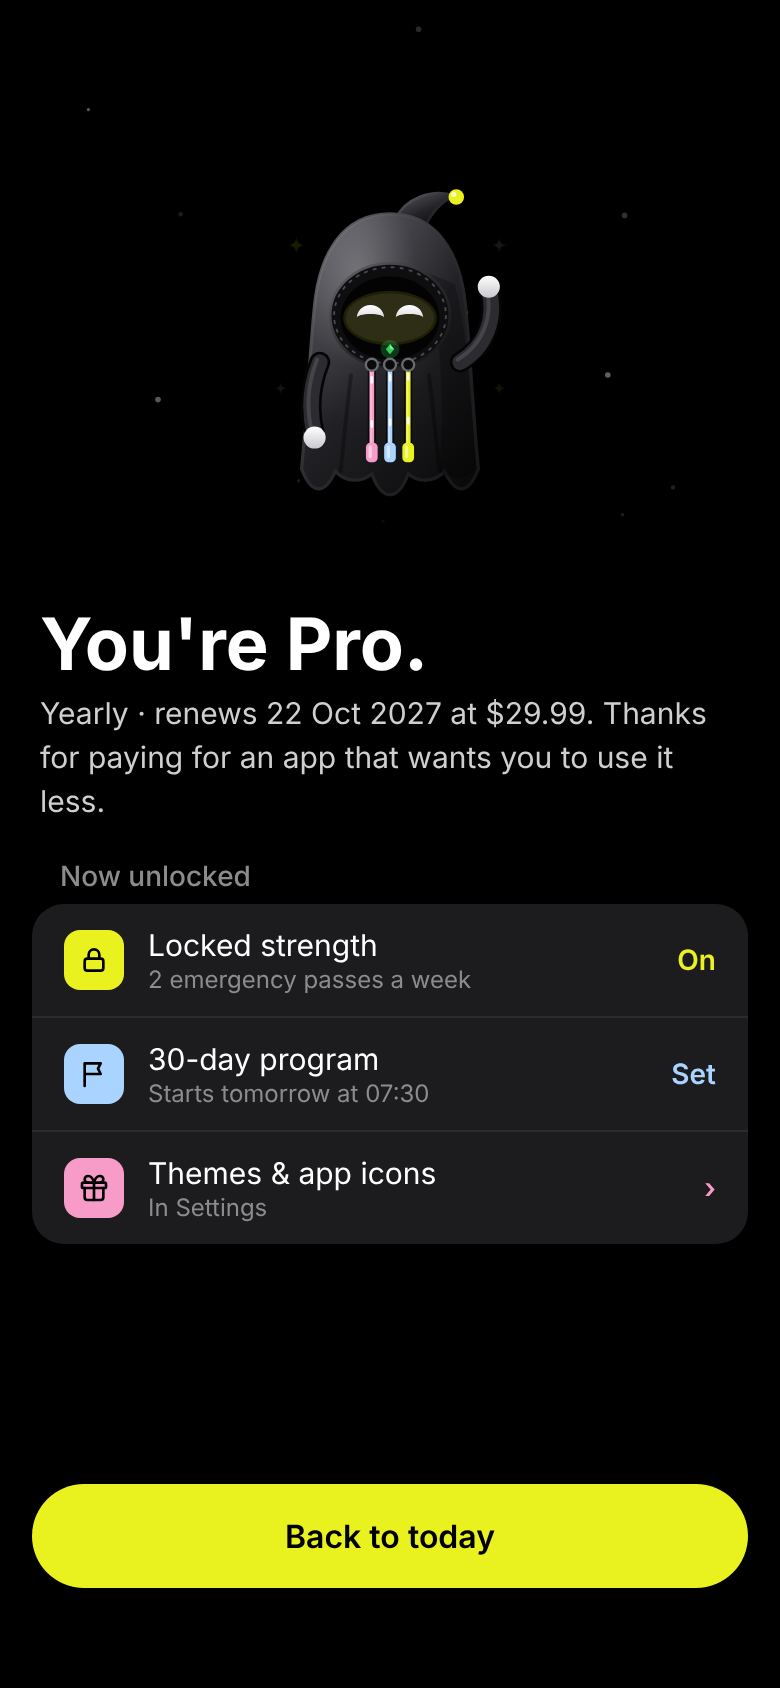 You're Pro.
Yearly · renews 22 Oct 2027 at $29.99. Thanks
for paying for an app that wants you to use it
less.
Now unlocked
Locked strength
2 emergency passes a week
On
30-day program
Starts tomorrow at 07:30
Set
Themes & app icons
In Settings
›
Back to today